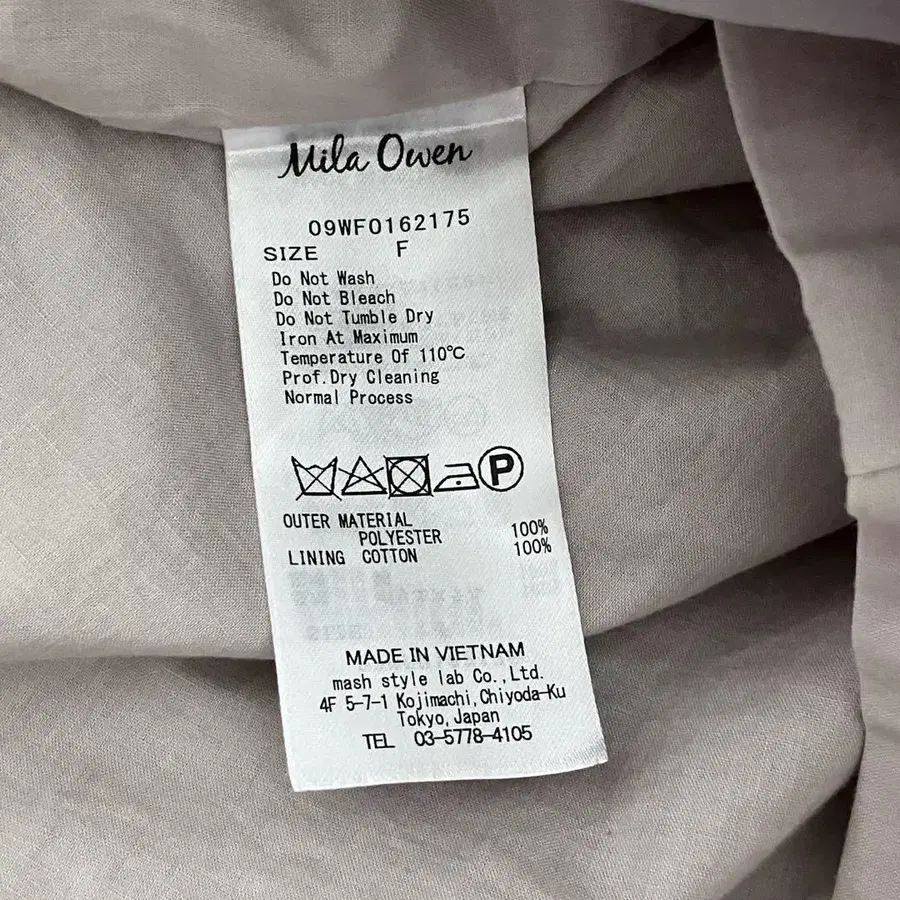 Mila Owen
09WF0162175
SIZE F
Do Not Wash
Do Not Bleach
Do Not Tumble Dry
Iron At Maximum
Temperature Of 110℃
Prof.Dry Cleaning
Normal Process
P
OUTER MATERIAL
POLYESTER 100%
LINING COTTON 100%
MADE IN VIETNAM
mash style lab Co.,Ltd.
4F 5-7-1 Kojimachi,Chiyoda-Ku
Tokyo,Japan
TEL 03-5778-4105